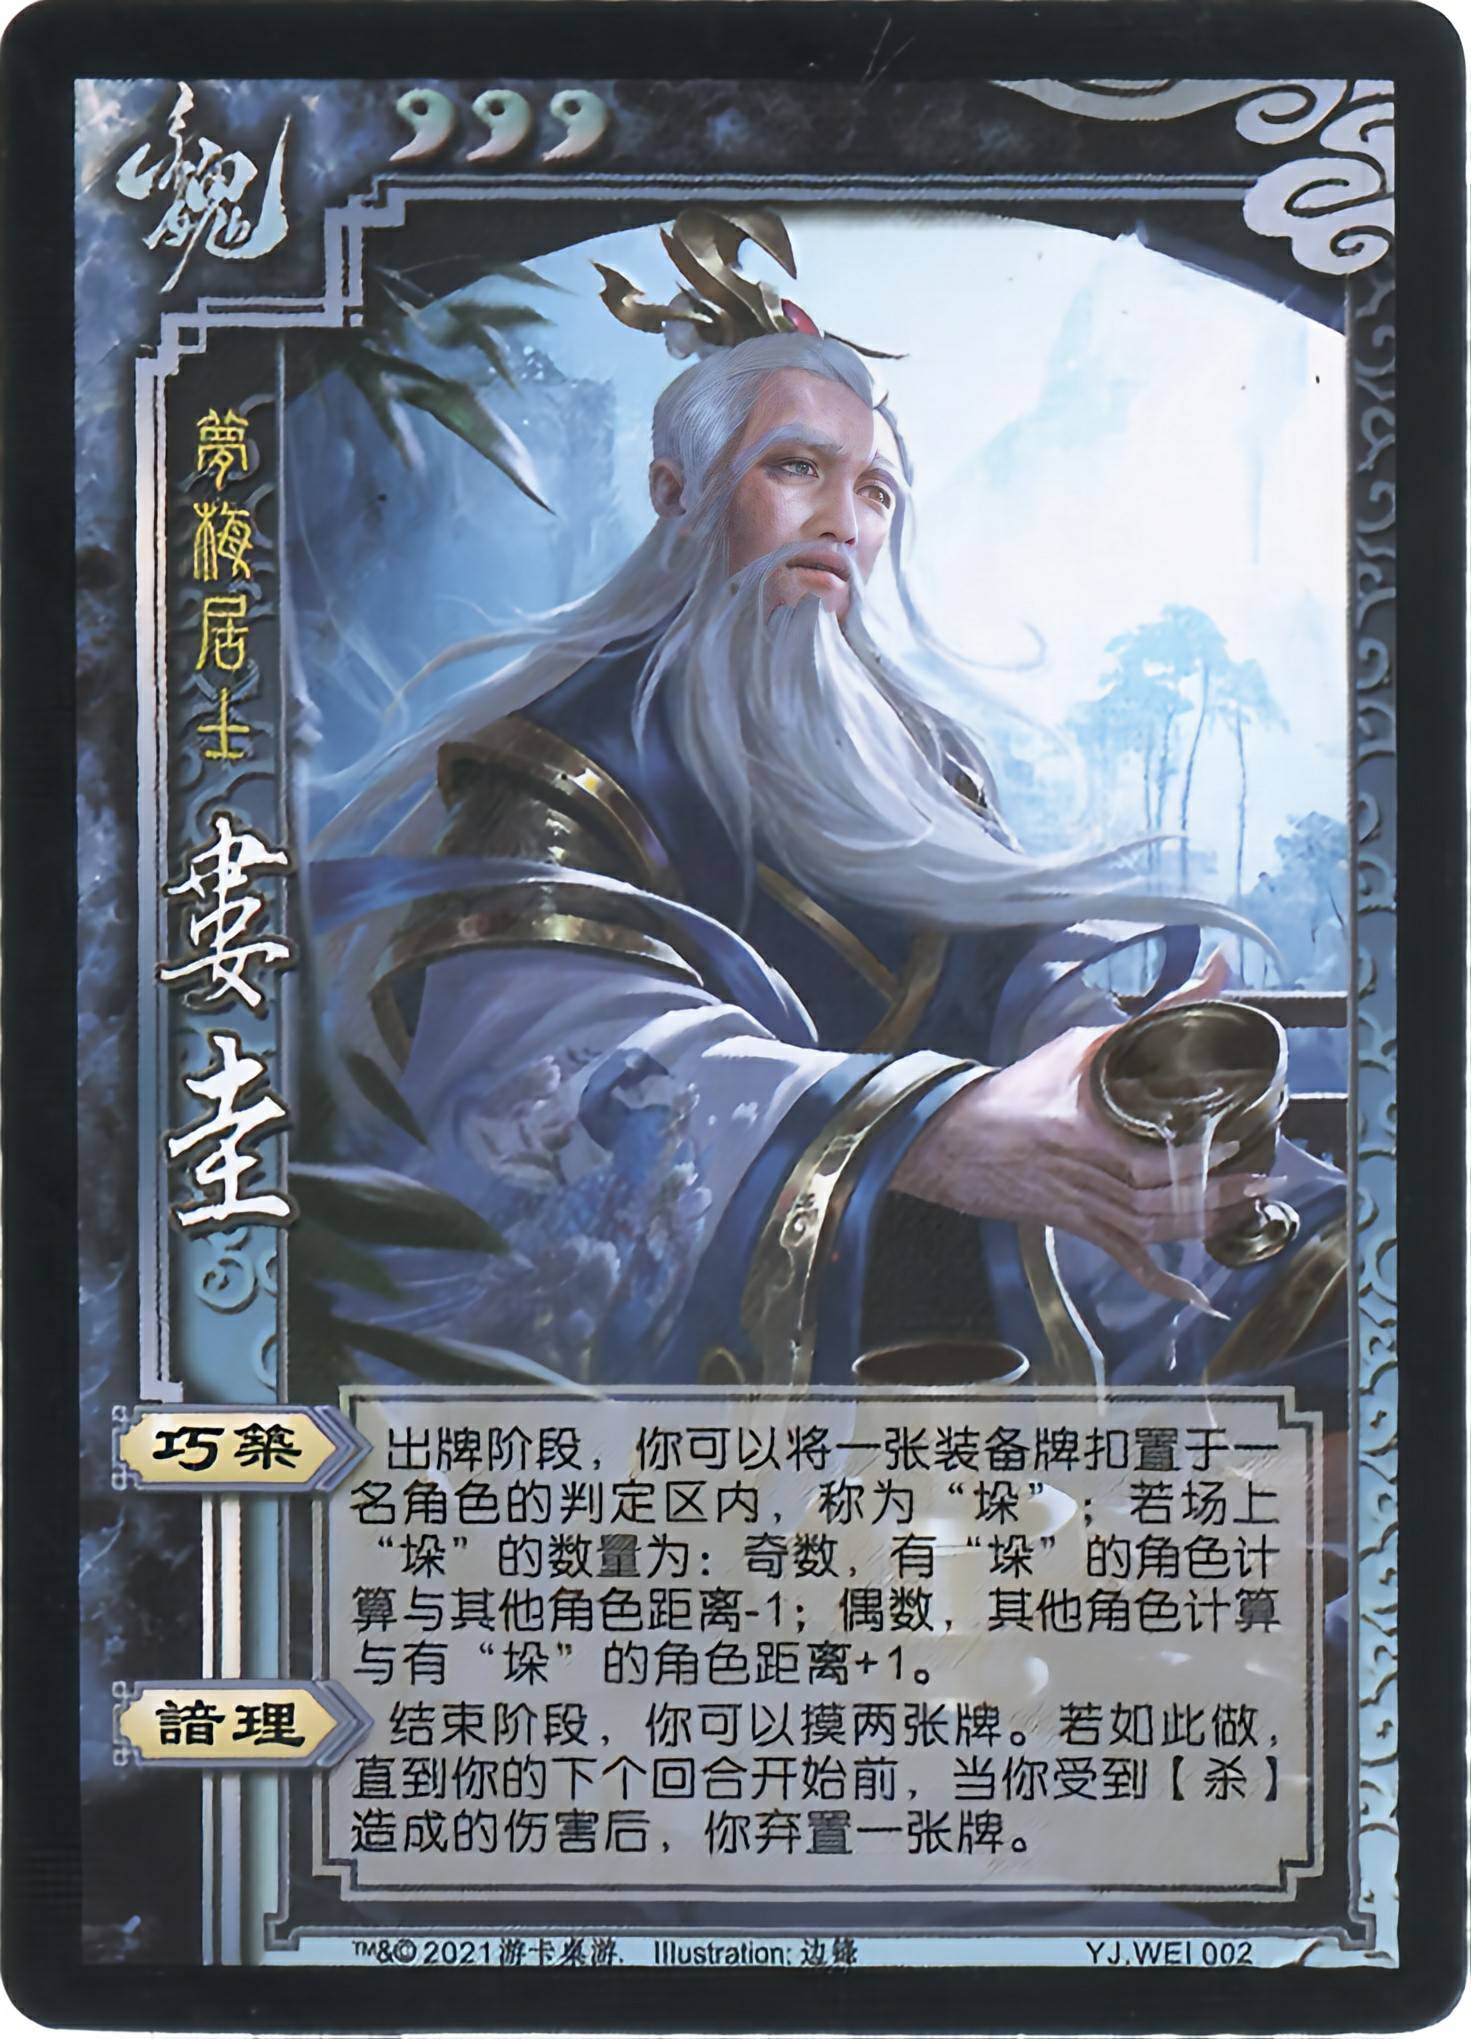 魏
夢梅居士
婁圭
巧築
出牌阶段，你可以将一张装备牌扣置于一
名角色的判定区内，称为“垛”；若场上
“垛”的数量为：奇数，有“垛”的角色计
算与其他角色距离-1；偶数，其他角色计算
与有“垛”的角色距离+1。
諳理
结束阶段，你可以摸两张牌。若如此做，
直到你的下个回合开始前，当你受到【杀】
造成的伤害后，你弃置一张牌。
™&© 2021游卡桌游. Illustration: 边锋
YJ.WEI 002